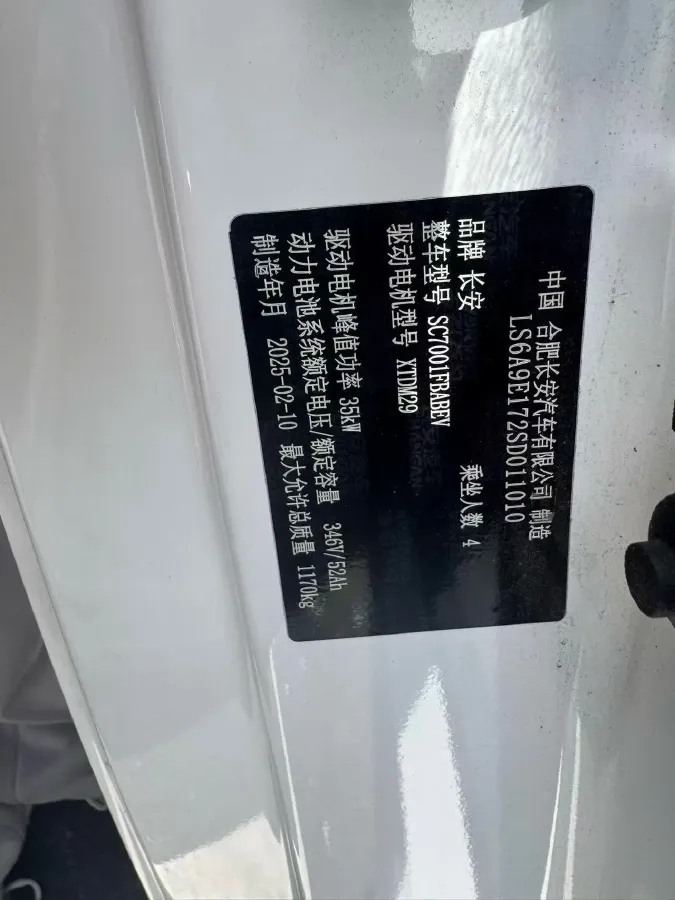 中国 合肥长安汽车有限公司 制造
LS6A9E172SD011010
品牌 长安 乘坐人数 4
整车型号 SC7001FBABEV
驱动电机型号 XTDM29
驱动电机峰值功率 35kW
动力电池系统额定电压/额定容量 346V/52Ah
制造年月 2025-02-10 最大允许总质量 1170kg